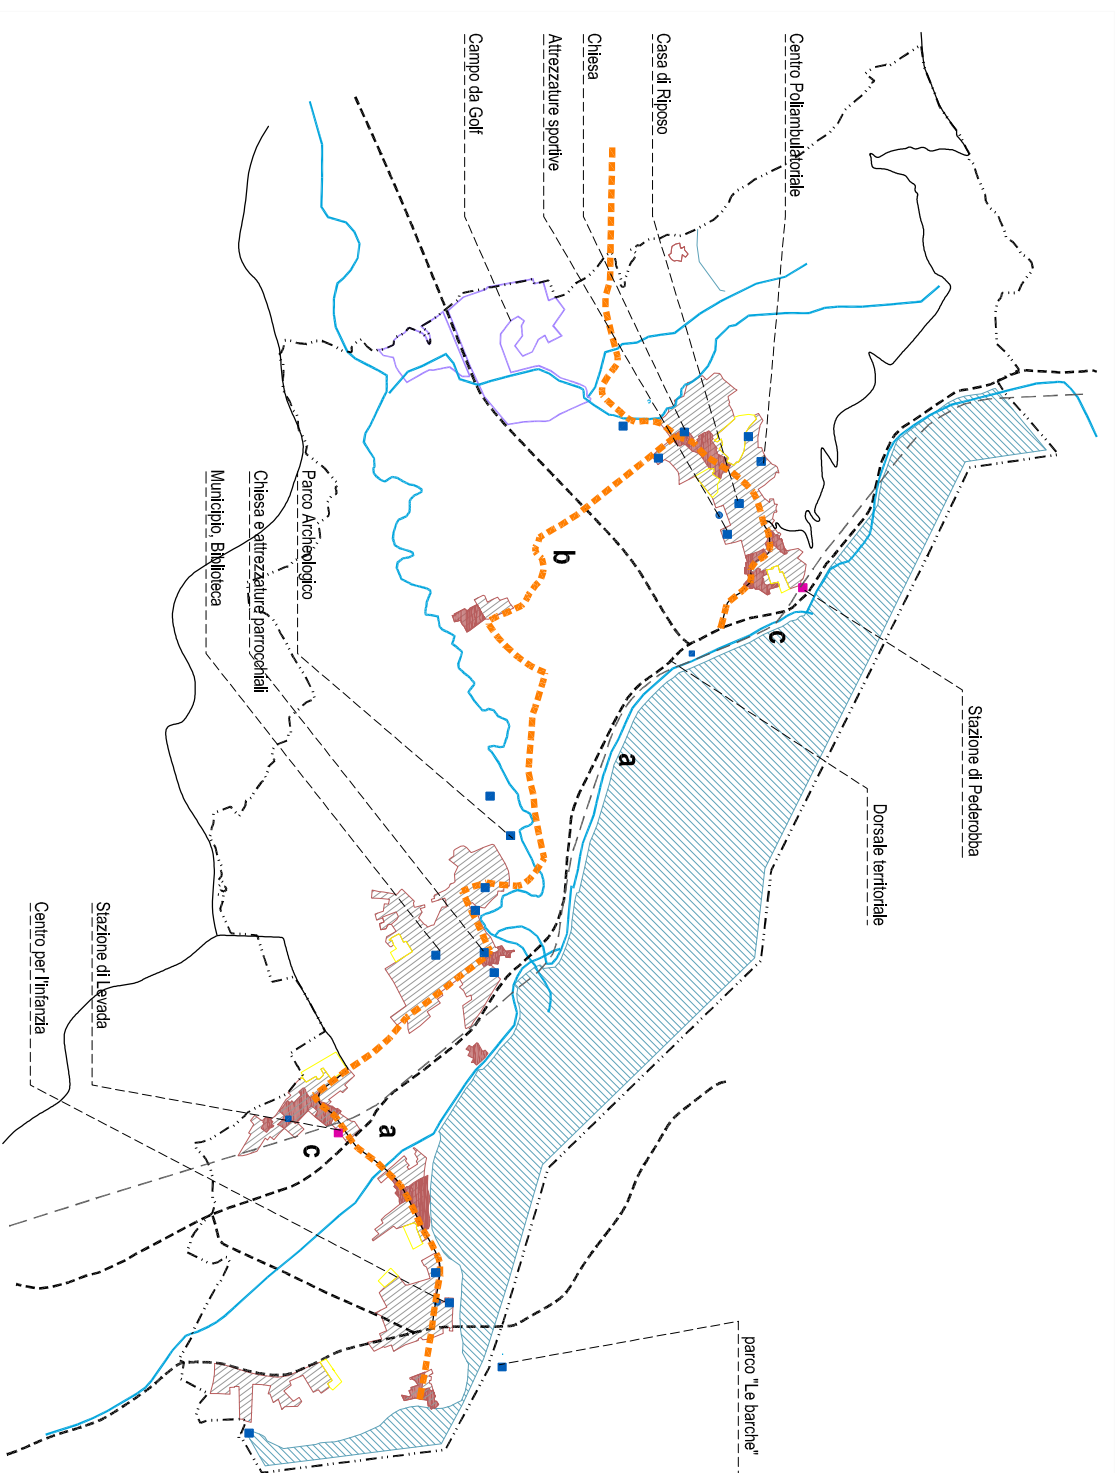 Centro Poliambulatoriale
Casa di Riposo
Chiesa
Attrezzature sportive
Campo da Golf
Stazione di Pederobba
Dorsale territoriale
Parco Archeologico
Chiesa e attrezzature parrocchiali
Municipio, Biblioteca
b
c
a
Stazione di Levada
Centro per l'infanzia
a
c
parco "Le barche"